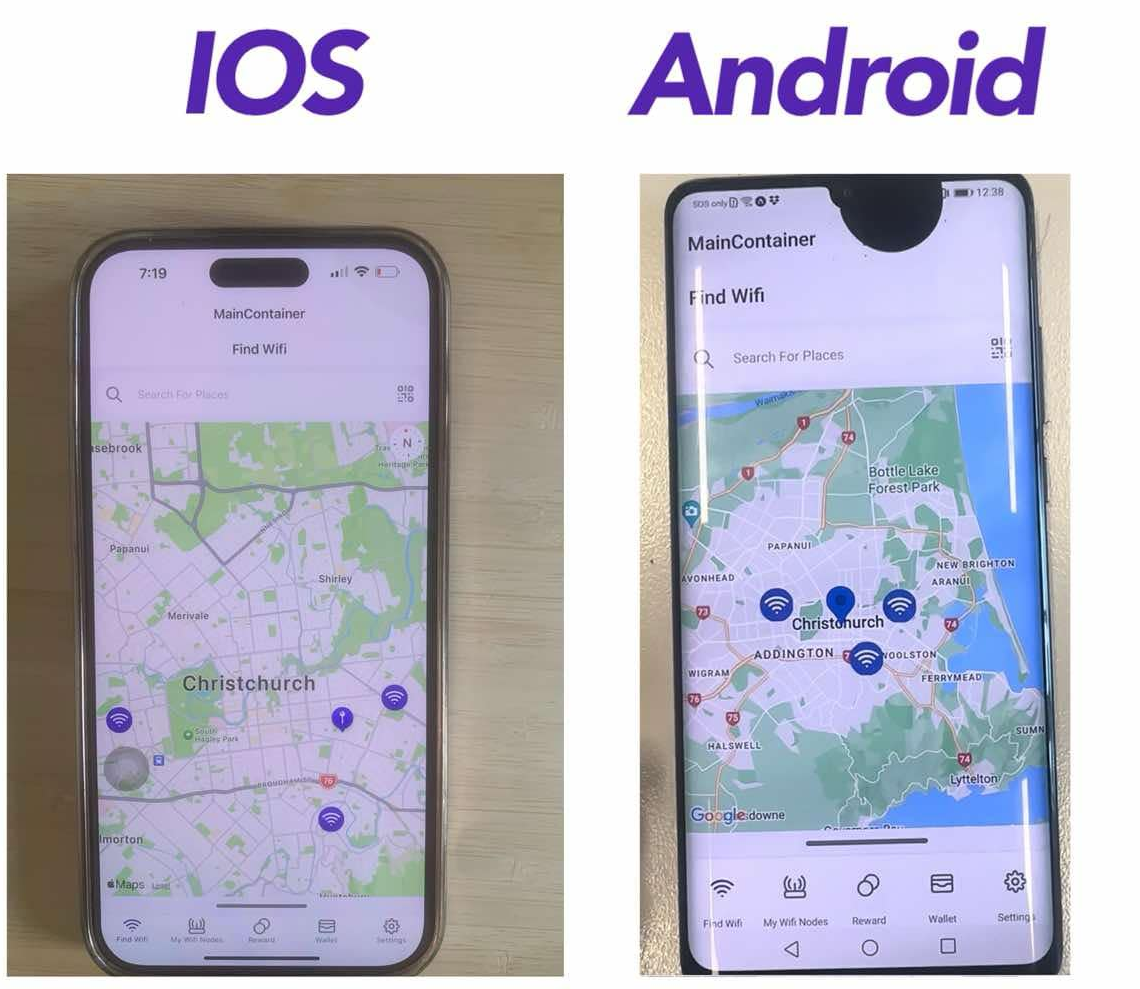 IOS
Android
7:19
MainContainer
Find Wifi
Search For Places
N
asebrook
Papanui
Shirley
Merivale
Christchurch
South
Hagley Park
BROUGHAM
76
lmorton
Maps
Find Wifi
My Wifi Nodes
Reward
Wallet
Settings
SOS only
12:38
MainContainer
Find Wifi
Search For Places
Waimak
1
74
1
Bottle Lake
Forest Park
PAPANUI
NEW BRIGHTON
AVONHEAD
ARANUI
73
Christchurch
74
ADDINGTON
WOOLSTON
WIGRAM
FERRYMEAD
76
75
SUMN
HALSWELL
74
Lyttelton
Google
downe
Find Wifi
My Wifi Nodes
Reward
Wallet
Settings